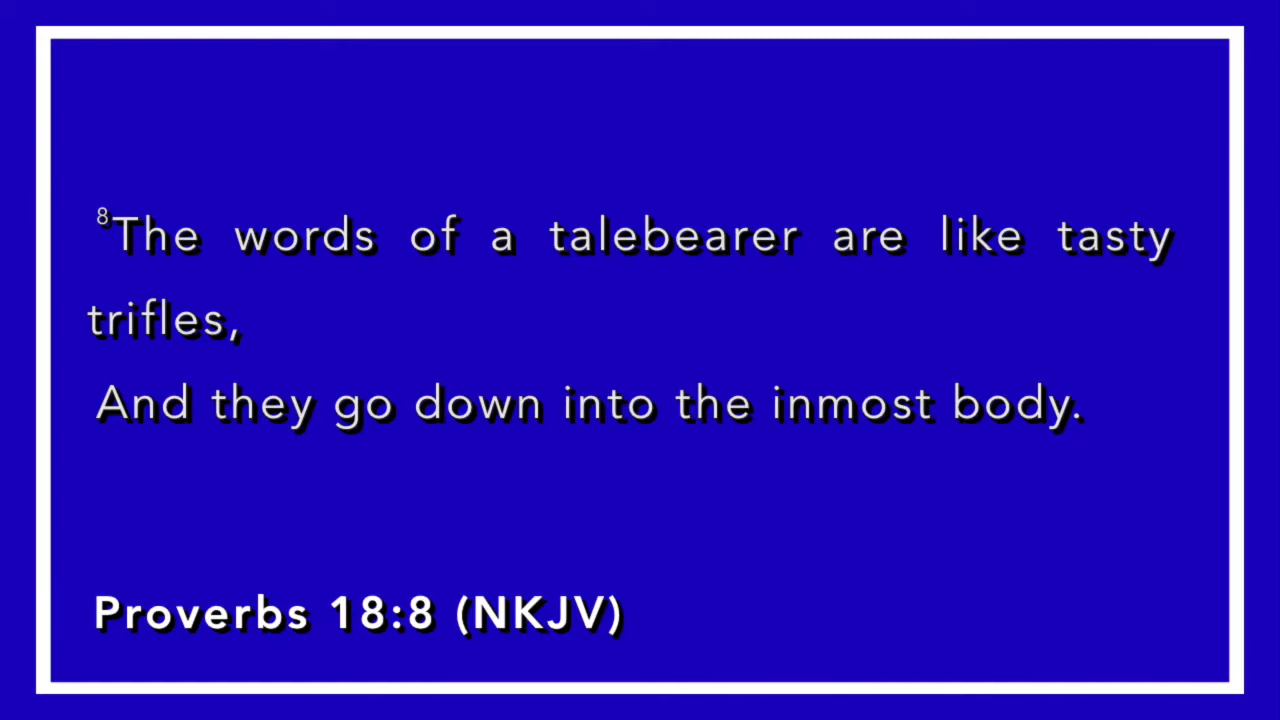 8The words of a talebearer are like tasty
trifles,
And they go down into the inmost body.
Proverbs 18:8 (NKJV)